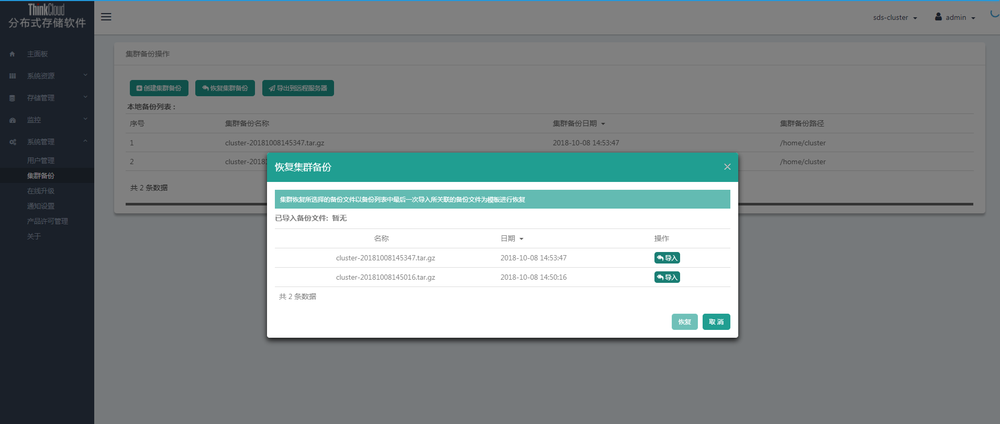 ThinkCloud
分布式存储软件
sds-cluster
admin
主面板
系统资源
存储管理
监控
系统管理
用户管理
集群备份
在线升级
通知设置
产品许可管理
关于
集群备份操作
创建集群备份 恢复集群备份 导出到远程服务器
本地备份列表：
序号 集群备份名称 集群备份日期 集群备份路径
1 cluster-20181008145347.tar.gz 2018-10-08 14:53:47 /home/cluster
2 /home/cluster
共 2 条数据
恢复集群备份
集群恢复所选择的备份文件以备份列表中最后一次导入所关联的备份文件为模板进行恢复
已导入备份文件: 暂无
名称 日期 操作
cluster-20181008145347.tar.gz 2018-10-08 14:53:47 导入
cluster-20181008145016.tar.gz 2018-10-08 14:50:16 导入
共 2 条数据
恢复 取 消